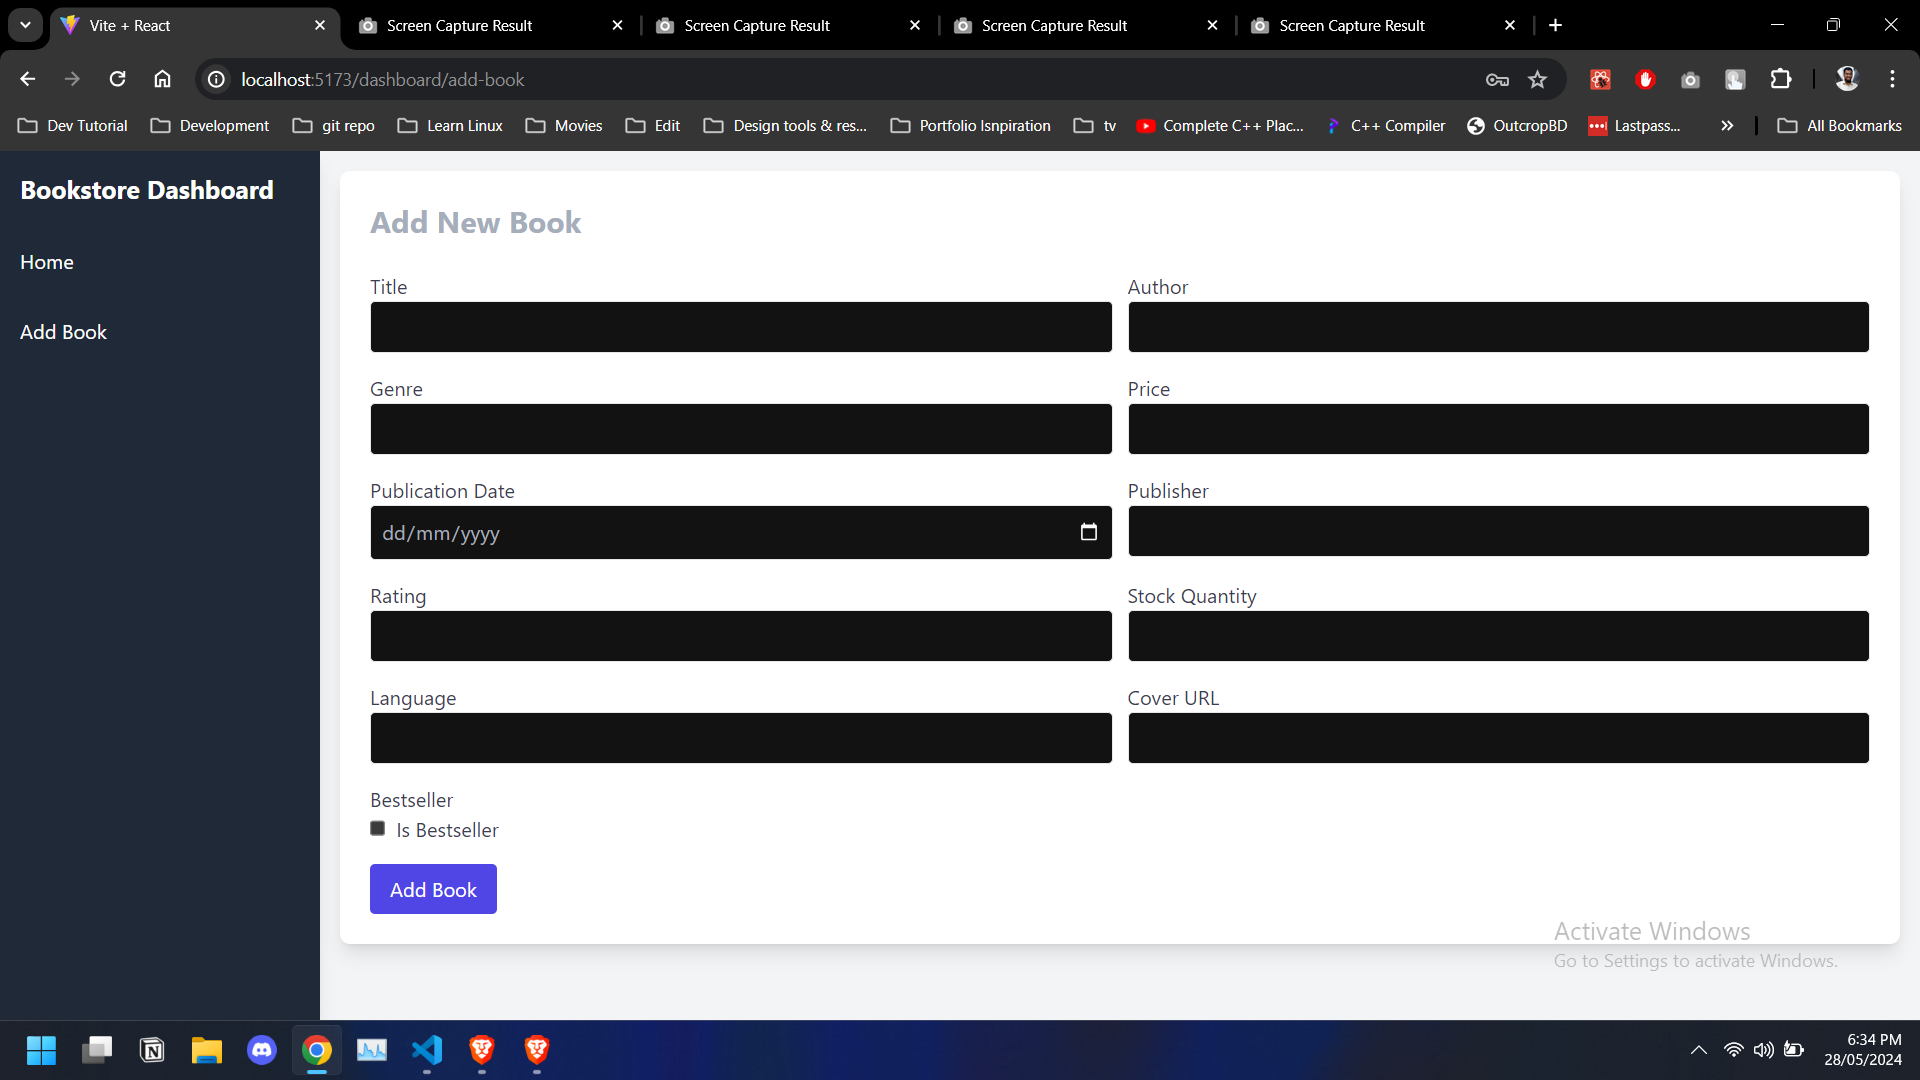 Vite + React
Screen Capture Result
Screen Capture Result
Screen Capture Result
Screen Capture Result
localhost:5173/dashboard/add-book
Dev Tutorial
Development
git repo
Learn Linux
Movies
Edit
Design tools & res...
Portfolio Isnpiration
tv
Complete C++ Plac...
C++ Compiler
OutcropBD
Lastpass...
All Bookmarks
Bookstore Dashboard
Home
Add Book
Add New Book
Title
Author
Genre
Price
Publication Date
Publisher
dd/mm/yyyy
Rating
Stock Quantity
Language
Cover URL
Bestseller
Is Bestseller
Add Book
Activate Windows
Go to Settings to activate Windows.
6:34 PM
28/05/2024